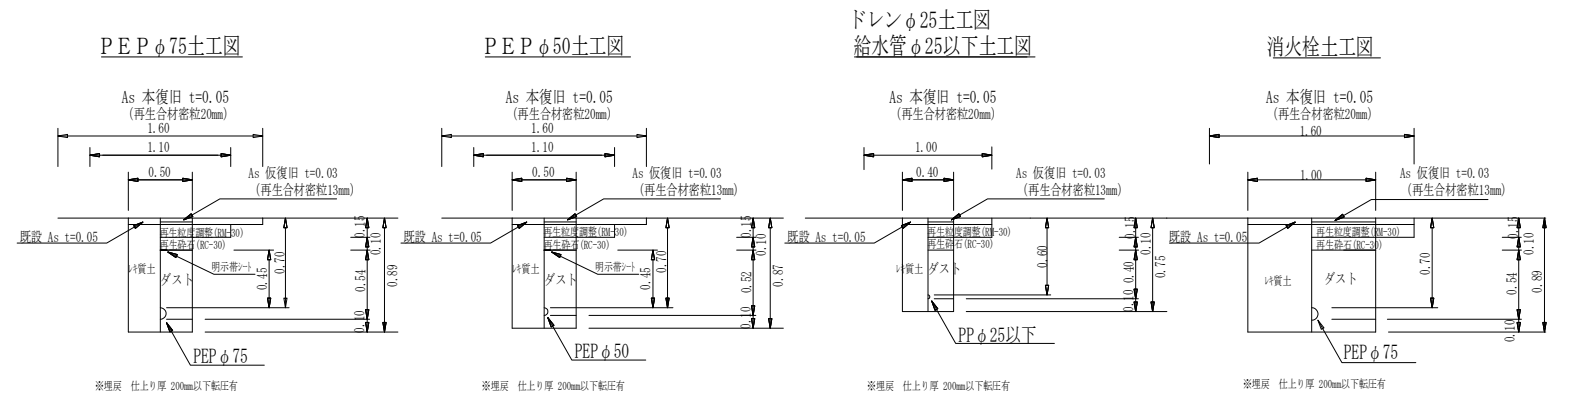 PEPφ75土工図
As 本復旧 t=0.05
(再生合材密粒20mm)
1.60
1.10
0.50
As 仮復旧 t=0.03
(再生合材密粒13mm)
既設 As t=0.05
再生粒度調整(RM-30)
再生砕石(RC-30)
明示帯シート
ﾚｷ質土
ダスト
0.45
0.70
0.15
0.10
0.54
0.10
0.89
PEPφ75
※埋戻 仕上り厚 200mm以下転圧有
PEPφ50土工図
As 本復旧 t=0.05
(再生合材密粒20mm)
1.60
1.10
0.50
As 仮復旧 t=0.03
(再生合材密粒13mm)
既設 As t=0.05
再生粒度調整(RM-30)
再生砕石(RC-30)
明示帯シート
ﾚｷ質土
ダスト
0.45
0.70
0.15
0.10
0.52
0.10
0.87
PEPφ50
※埋戻 仕上り厚 200mm以下転圧有
ドレンφ25土工図
給水管φ25以下土工図
As 本復旧 t=0.05
(再生合材密粒20mm)
1.00
0.40
As 仮復旧 t=0.03
(再生合材密粒13mm)
既設 As t=0.05
再生粒度調整(RM-30)
再生砕石(RC-30)
ﾚｷ質土
ダスト
0.60
0.15
0.10
0.40
0.10
0.75
PPφ25以下
※埋戻 仕上り厚 200mm以下転圧有
消火栓土工図
As 本復旧 t=0.05
(再生合材密粒20mm)
1.60
1.00
As 仮復旧 t=0.03
(再生合材密粒13mm)
既設 As t=0.05
再生粒度調整(RM-30)
再生砕石(RC-30)
ﾚｷ質土
ダスト
0.70
0.15
0.10
0.54
0.10
0.89
PEPφ75
※埋戻 仕上り厚 200mm以下転圧有